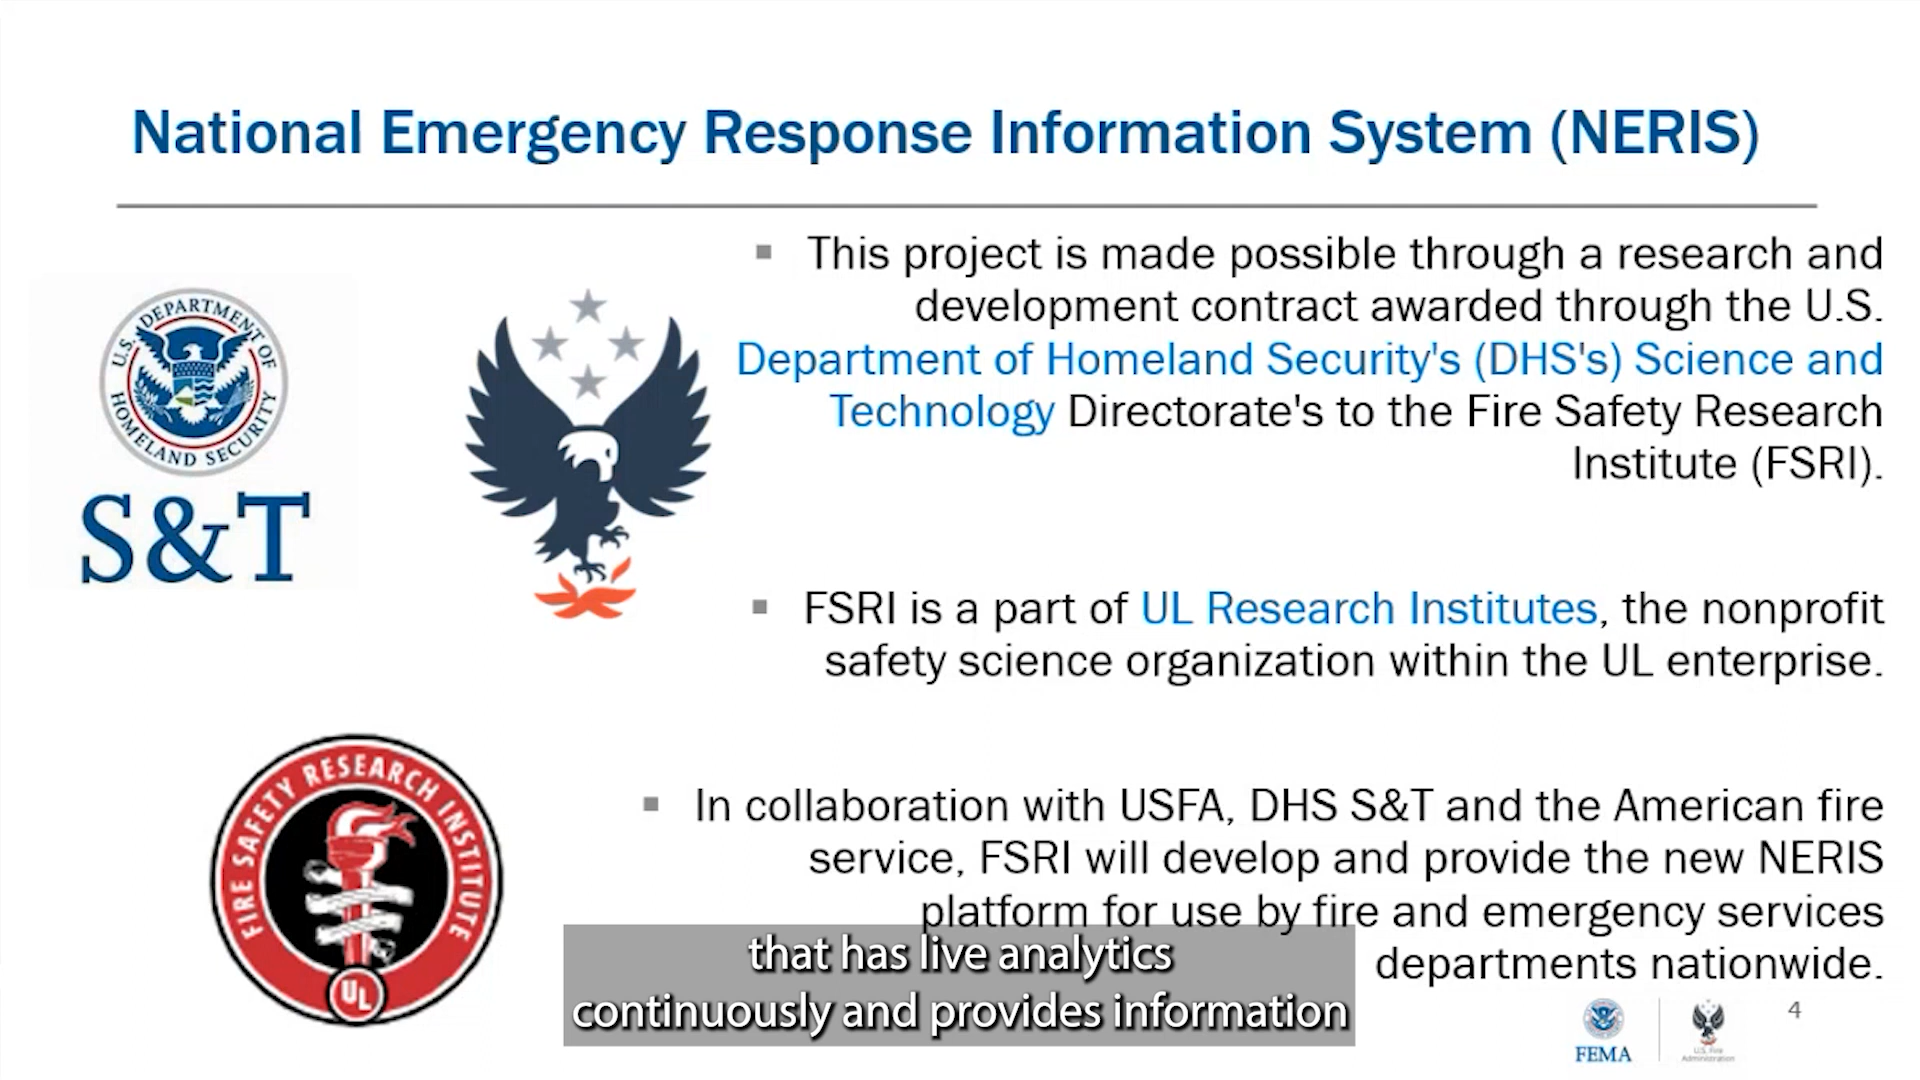 National Emergency Response Information System (NERIS)
▪ This project is made possible through a research and
development contract awarded through the U.S.
Department of Homeland Security's (DHS's) Science and
Technology Directorate's to the Fire Safety Research
Institute (FSRI).
U.S. DEPARTMENT OF HOMELAND SECURITY
S&T
▪ FSRI is a part of UL Research Institutes, the nonprofit
safety science organization within the UL enterprise.
▪ In collaboration with USFA, DHS S&T and the American fire
service, FSRI will develop and provide the new NERIS
platform for use by fire and emergency services
departments nationwide.
FIRE SAFETY RESEARCH INSTITUTE
UL
that has live analytics
continuously and provides information
FEMA
U.S. Fire
Administration
4